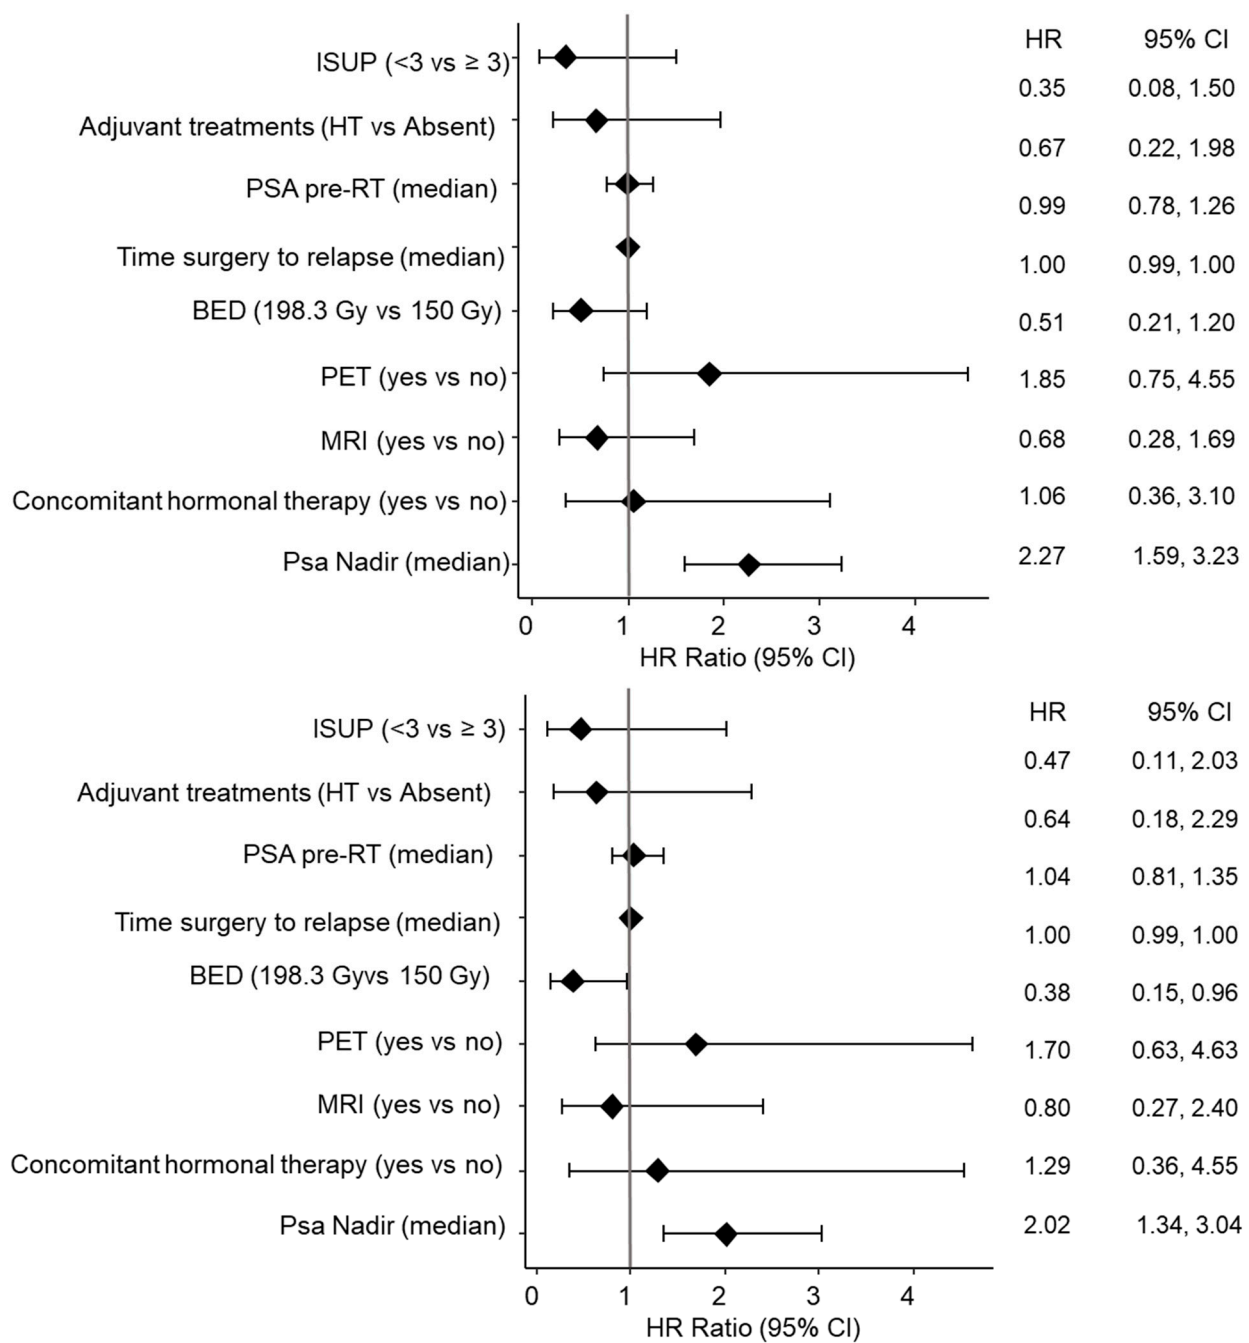 HR 95% CI
ISUP (<3 vs ≥ 3)
0.35 0.08, 1.50
Adjuvant treatments (HT vs Absent)
0.67 0.22, 1.98
PSA pre-RT (median)
0.99 0.78, 1.26
Time surgery to relapse (median)
1.00 0.99, 1.00
BED (198.3 Gy vs 150 Gy)
0.51 0.21, 1.20
PET (yes vs no)
1.85 0.75, 4.55
MRI (yes vs no)
0.68 0.28, 1.69
Concomitant hormonal therapy (yes vs no)
1.06 0.36, 3.10
Psa Nadir (median)
2.27 1.59, 3.23
0 1 2 3 4
HR Ratio (95% CI)
HR 95% CI
ISUP (<3 vs ≥ 3)
0.47 0.11, 2.03
Adjuvant treatments (HT vs Absent)
0.64 0.18, 2.29
PSA pre-RT (median)
1.04 0.81, 1.35
Time surgery to relapse (median)
1.00 0.99, 1.00
BED (198.3 Gyvs 150 Gy)
0.38 0.15, 0.96
PET (yes vs no)
1.70 0.63, 4.63
MRI (yes vs no)
0.80 0.27, 2.40
Concomitant hormonal therapy (yes vs no)
1.29 0.36, 4.55
Psa Nadir (median)
2.02 1.34, 3.04
0 1 2 3 4
HR Ratio (95% CI)